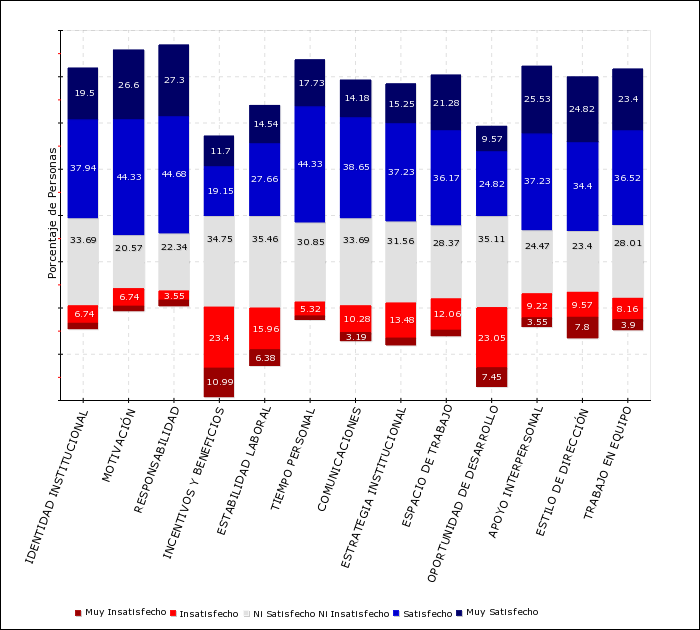 Porcentaje de Personas
19.5 26.6 27.3 11.7 14.54 17.73 14.18 15.25 21.28 9.57 25.53 24.82 23.4
37.94 44.33 44.68 19.15 27.66 44.33 38.65 37.23 36.17 24.82 37.23 34.4 36.52
33.69 20.57 22.34 34.75 35.46 30.85 33.69 31.56 28.37 35.11 24.47 23.4 28.01
6.74 6.74 3.55 23.4 15.96 5.32 10.28 13.48 12.06 23.05 9.22 9.57 8.16
10.99 6.38 3.19 7.45 3.55 7.8 3.9
IDENTIDAD INSTITUCIONAL
MOTIVACIÓN
RESPONSABILIDAD
INCENTIVOS Y BENEFICIOS
ESTABILIDAD LABORAL
TIEMPO PERSONAL
COMUNICACIONES
ESTRATEGIA INSTITUCIONAL
ESPACIO DE TRABAJO
OPORTUNIDAD DE DESARROLLO
APOYO INTERPERSONAL
ESTILO DE DIRECCIÓN
TRABAJO EN EQUIPO
Muy Insatisfecho Insatisfecho Ni Satisfecho Ni Insatisfecho Satisfecho Muy Satisfecho